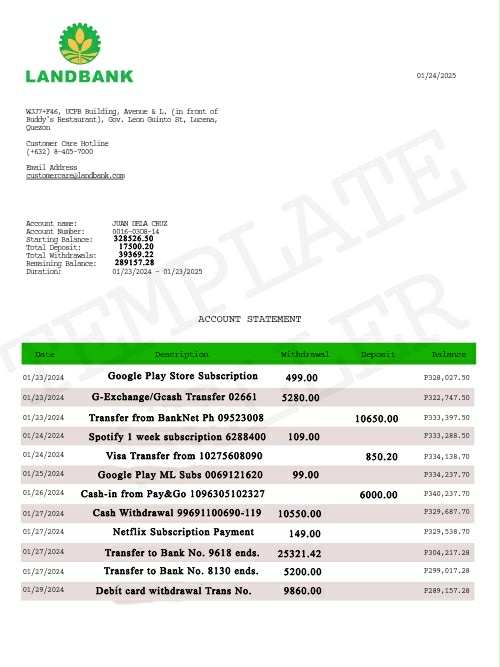 LANDBANK
01/24/2025
WJJ7+F46, UCPB Building, Avenue & L. (in front of
Buddy's Restaurant), Gov. Leon Guinto St, Lucena,
Quezon
Customer Care Hotline
(+632) 8-405-7000
Email Address
customercare@landbank.com
Account name: JUAN DELA CRUZ
Account Number: 0016-0308-14
Starting Balance: 328526.50
Total Deposit: 17500.20
Total Withdrawals: 39369.22
Remaining Balance: 289157.28
Duration: 01/23/2024 - 01/23/2025
TEMPLATE
ACCOUNT STATEMENT
Date Description Withdrawal Deposit Balance
01/23/2024 Google Play Store Subscription 499.00 P328,027.50
01/23/2024 G-Exchange/Gcash Transfer 02661 5280.00 P322,747.50
01/23/2024 Transfer from BankNet Ph 09523008 10650.00 P333,397.50
01/24/2024 Spotify 1 week subscription 6288400 109.00 P333,288.50
01/24/2024 Visa Transfer from 10275608090 850.20 P334,138.70
01/25/2024 Google Play ML Subs 0069121620 99.00 P334,237.70
01/26/2024 Cash-in from Pay&Go 1096305102327 6000.00 P340,237.70
01/27/2024 Cash Withdrawal 99691100690-119 10550.00 P329,687.70
01/27/2024 Netflix Subscription Payment 149.00 P329,538.70
01/27/2024 Transfer to Bank No. 9618 ends. 25321.42 P304,217.28
01/27/2024 Transfer to Bank No. 8130 ends. 5200.00 P299,017.28
01/29/2024 Debit card withdrawal Trans No. 9860.00 P289,157.28